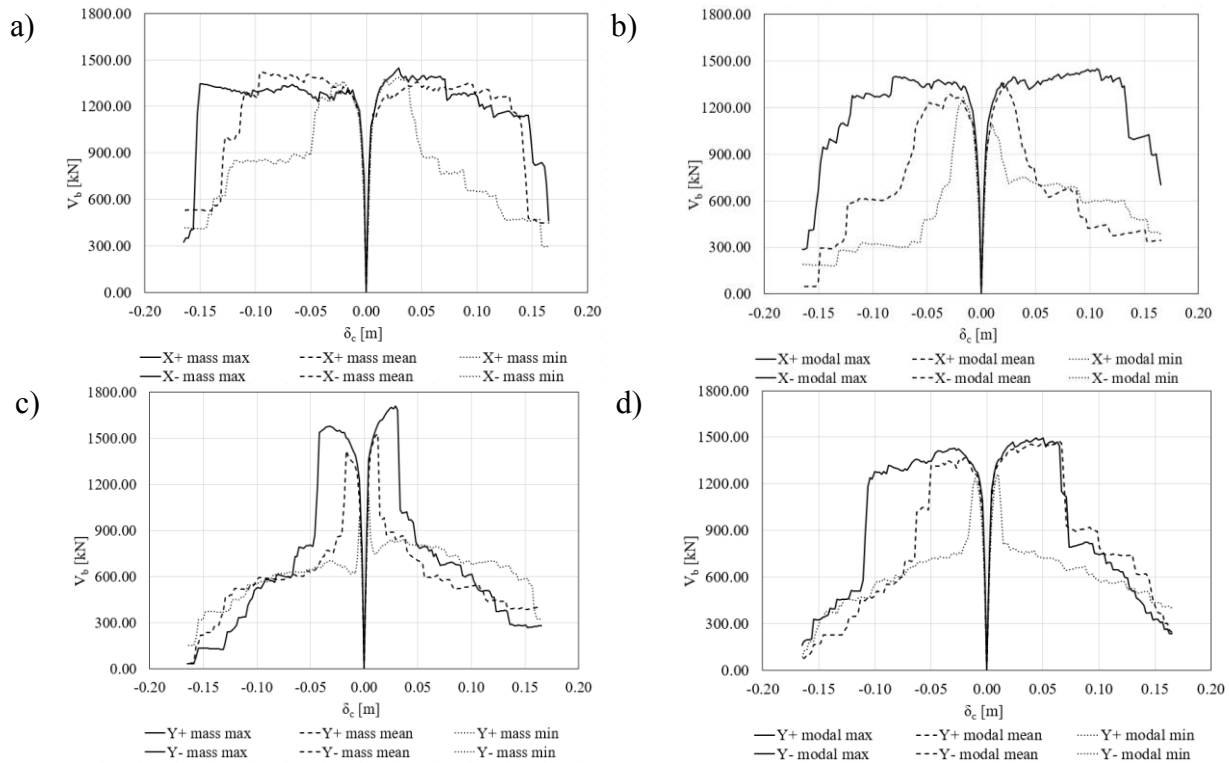 a)
1800.00
1500.00
1200.00
900.00
600.00
300.00
0.00
V_b [kN]
-0.20 -0.15 -0.10 -0.05 0.00 0.05 0.10 0.15 0.20
δ_c [m]
X+ mass max X+ mass mean X+ mass min
X- mass max X- mass mean X- mass min
b)
1800.00
1500.00
1200.00
900.00
600.00
300.00
0.00
V_b [kN]
-0.20 -0.15 -0.10 -0.05 0.00 0.05 0.10 0.15 0.20
δ_c [m]
X+ modal max X+ modal mean X+ modal min
X- modal max X- modal mean X- modal min
c)
1800.00
1500.00
1200.00
900.00
600.00
300.00
0.00
V_b [kN]
-0.20 -0.15 -0.10 -0.05 0.00 0.05 0.10 0.15 0.20
δ_c [m]
Y+ mass max Y+ mass mean Y+ mass min
Y- mass max Y- mass mean Y- mass min
d)
1800.00
1500.00
1200.00
900.00
600.00
300.00
0.00
V_b [kN]
-0.20 -0.15 -0.10 -0.05 0.00 0.05 0.10 0.15 0.20
δ_c [m]
Y+ modal max Y+ modal mean Y+ modal min
Y- modal max Y- modal mean Y- modal min